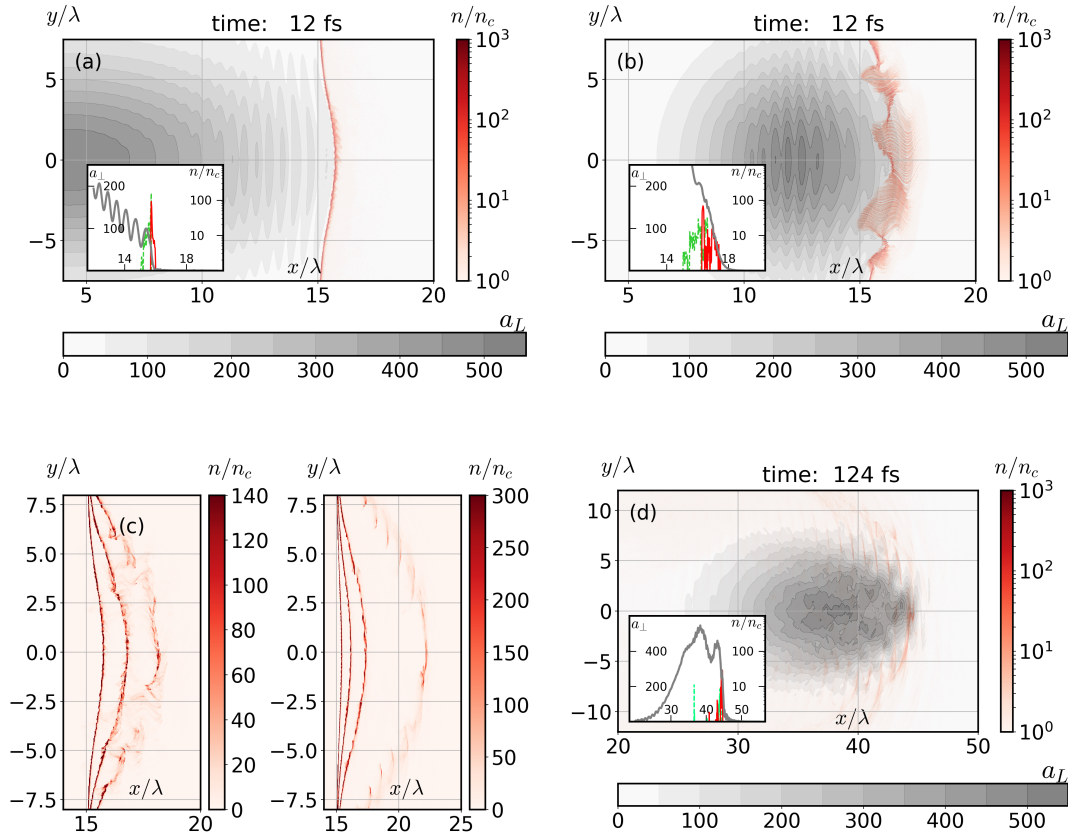 y/λ time: 12 fs n/n_c
(a)
10^3
5
10^2
0
a_⊥ n/n_c
200 100
100 10
14 18
10^1
−5
x/λ
10^0
5 10 15 20
a_L
0 100 200 300 400 500
y/λ time: 12 fs n/n_c
(b)
10^3
5
10^2
0
a_⊥ n/n_c
200 100
100 10
14 18
10^1
−5
x/λ
10^0
5 10 15 20
a_L
0 100 200 300 400 500
y/λ n/n_c
(c)
7.5 140
120
5.0
100
2.5
80
0.0
60
−2.5
40
−5.0
20
x/λ
−7.5 0
15 20
y/λ n/n_c
7.5 300
5.0 250
2.5 200
0.0 150
−2.5 100
−5.0 50
x/λ
−7.5 0
15 20 25
y/λ time: 124 fs n/n_c
(d)
10^3
10
5
10^2
0
a_⊥ n/n_c
400 100
200 10
30 40 50
−5
10^1
−10
x/λ
10^0
20 30 40 50
a_L
0 100 200 300 400 500